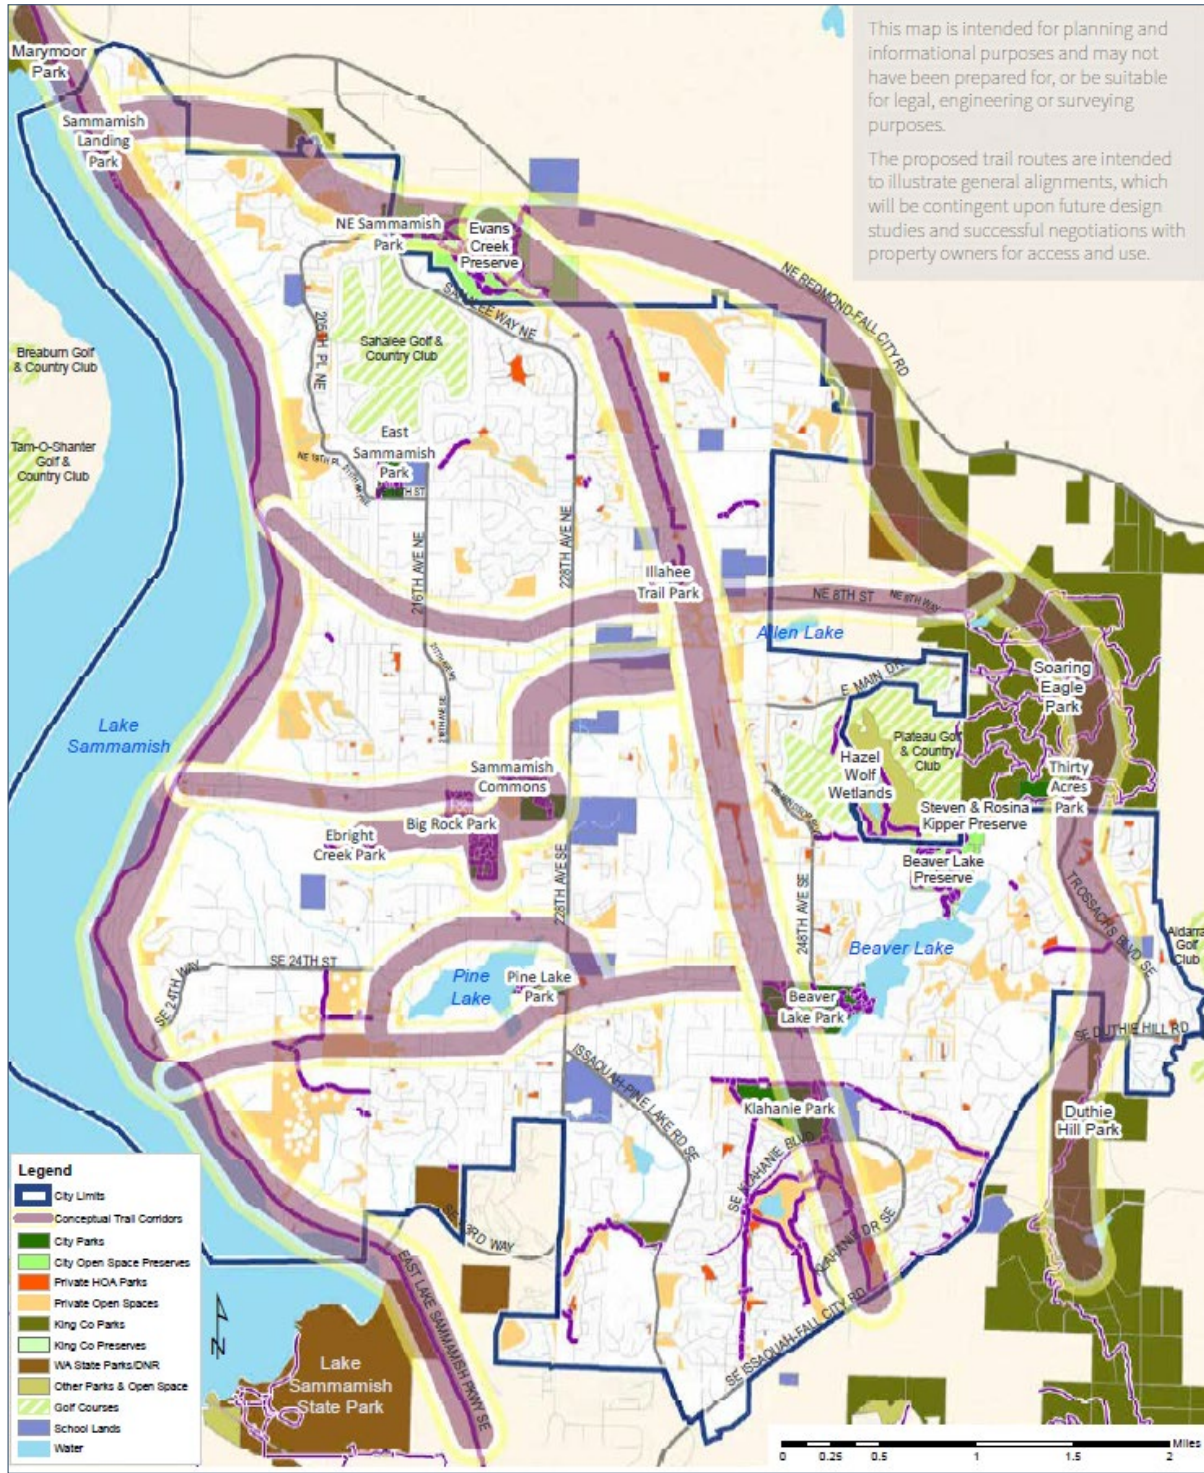 This map is intended for planning and
informational purposes and may not
have been prepared for, or be suitable
for legal, engineering or surveying
purposes.
The proposed trail routes are intended
to illustrate general alignments, which
will be contingent upon future design
studies and successful negotiations with
property owners for access and use.
Marymoor
Park
Sammamish
Landing
Park
NE Sammamish
Park
Evans
Creek
Preserve
SAHALEE WAY NE
NE REDMOND-FALL CITY RD
205TH PL NE
Sahalee Golf &
Country Club
Breaburn Golf
& Country Club
Tam-O-Shanter
Golf &
Country Club
East
Sammamish
Park
216TH AVE NE
228TH AVE NE
Illahee
Trail Park
NE 8TH ST
NE 8TH WAY
Allen Lake
E MAIN DR
Soaring
Eagle
Park
Lake
Sammamish
Plateau Golf
& Country
Club
Hazel
Wolf
Wetlands
Thirty
Acres
Park
Sammamish
Commons
Big Rock Park
Ebright
Creek Park
Steven & Rosina
Kipper Preserve
Beaver Lake
Preserve
228TH AVE SE
248TH AVE SE
TROSSACHS BLVD SE
Aldarra
Golf
Club
Beaver Lake
SE 24TH ST
SE 24TH WAY
Pine
Lake
Pine Lake
Park
Beaver
Lake Park
SE DUTHIE HILL RD
ISSAQUAH-PINE LAKE RD SE
Klahanie Park
Duthie
Hill Park
SE KLAHANIE BLVD
KLAHANIE DR SE
SE 43RD WAY
EAST LAKE SAMMAMISH PKWY SE
SE ISSAQUAH-FALL CITY RD
Lake
Sammamish
State Park
Legend
City Limits
Conceptual Trail Corridors
City Parks
City Open Space Preserves
Private HOA Parks
Private Open Spaces
King Co Parks
King Co Preserves
WA State Parks/DNR
Other Parks & Open Space
Golf Courses
School Lands
Water
N
Miles
0 0.25 0.5 1 1.5 2